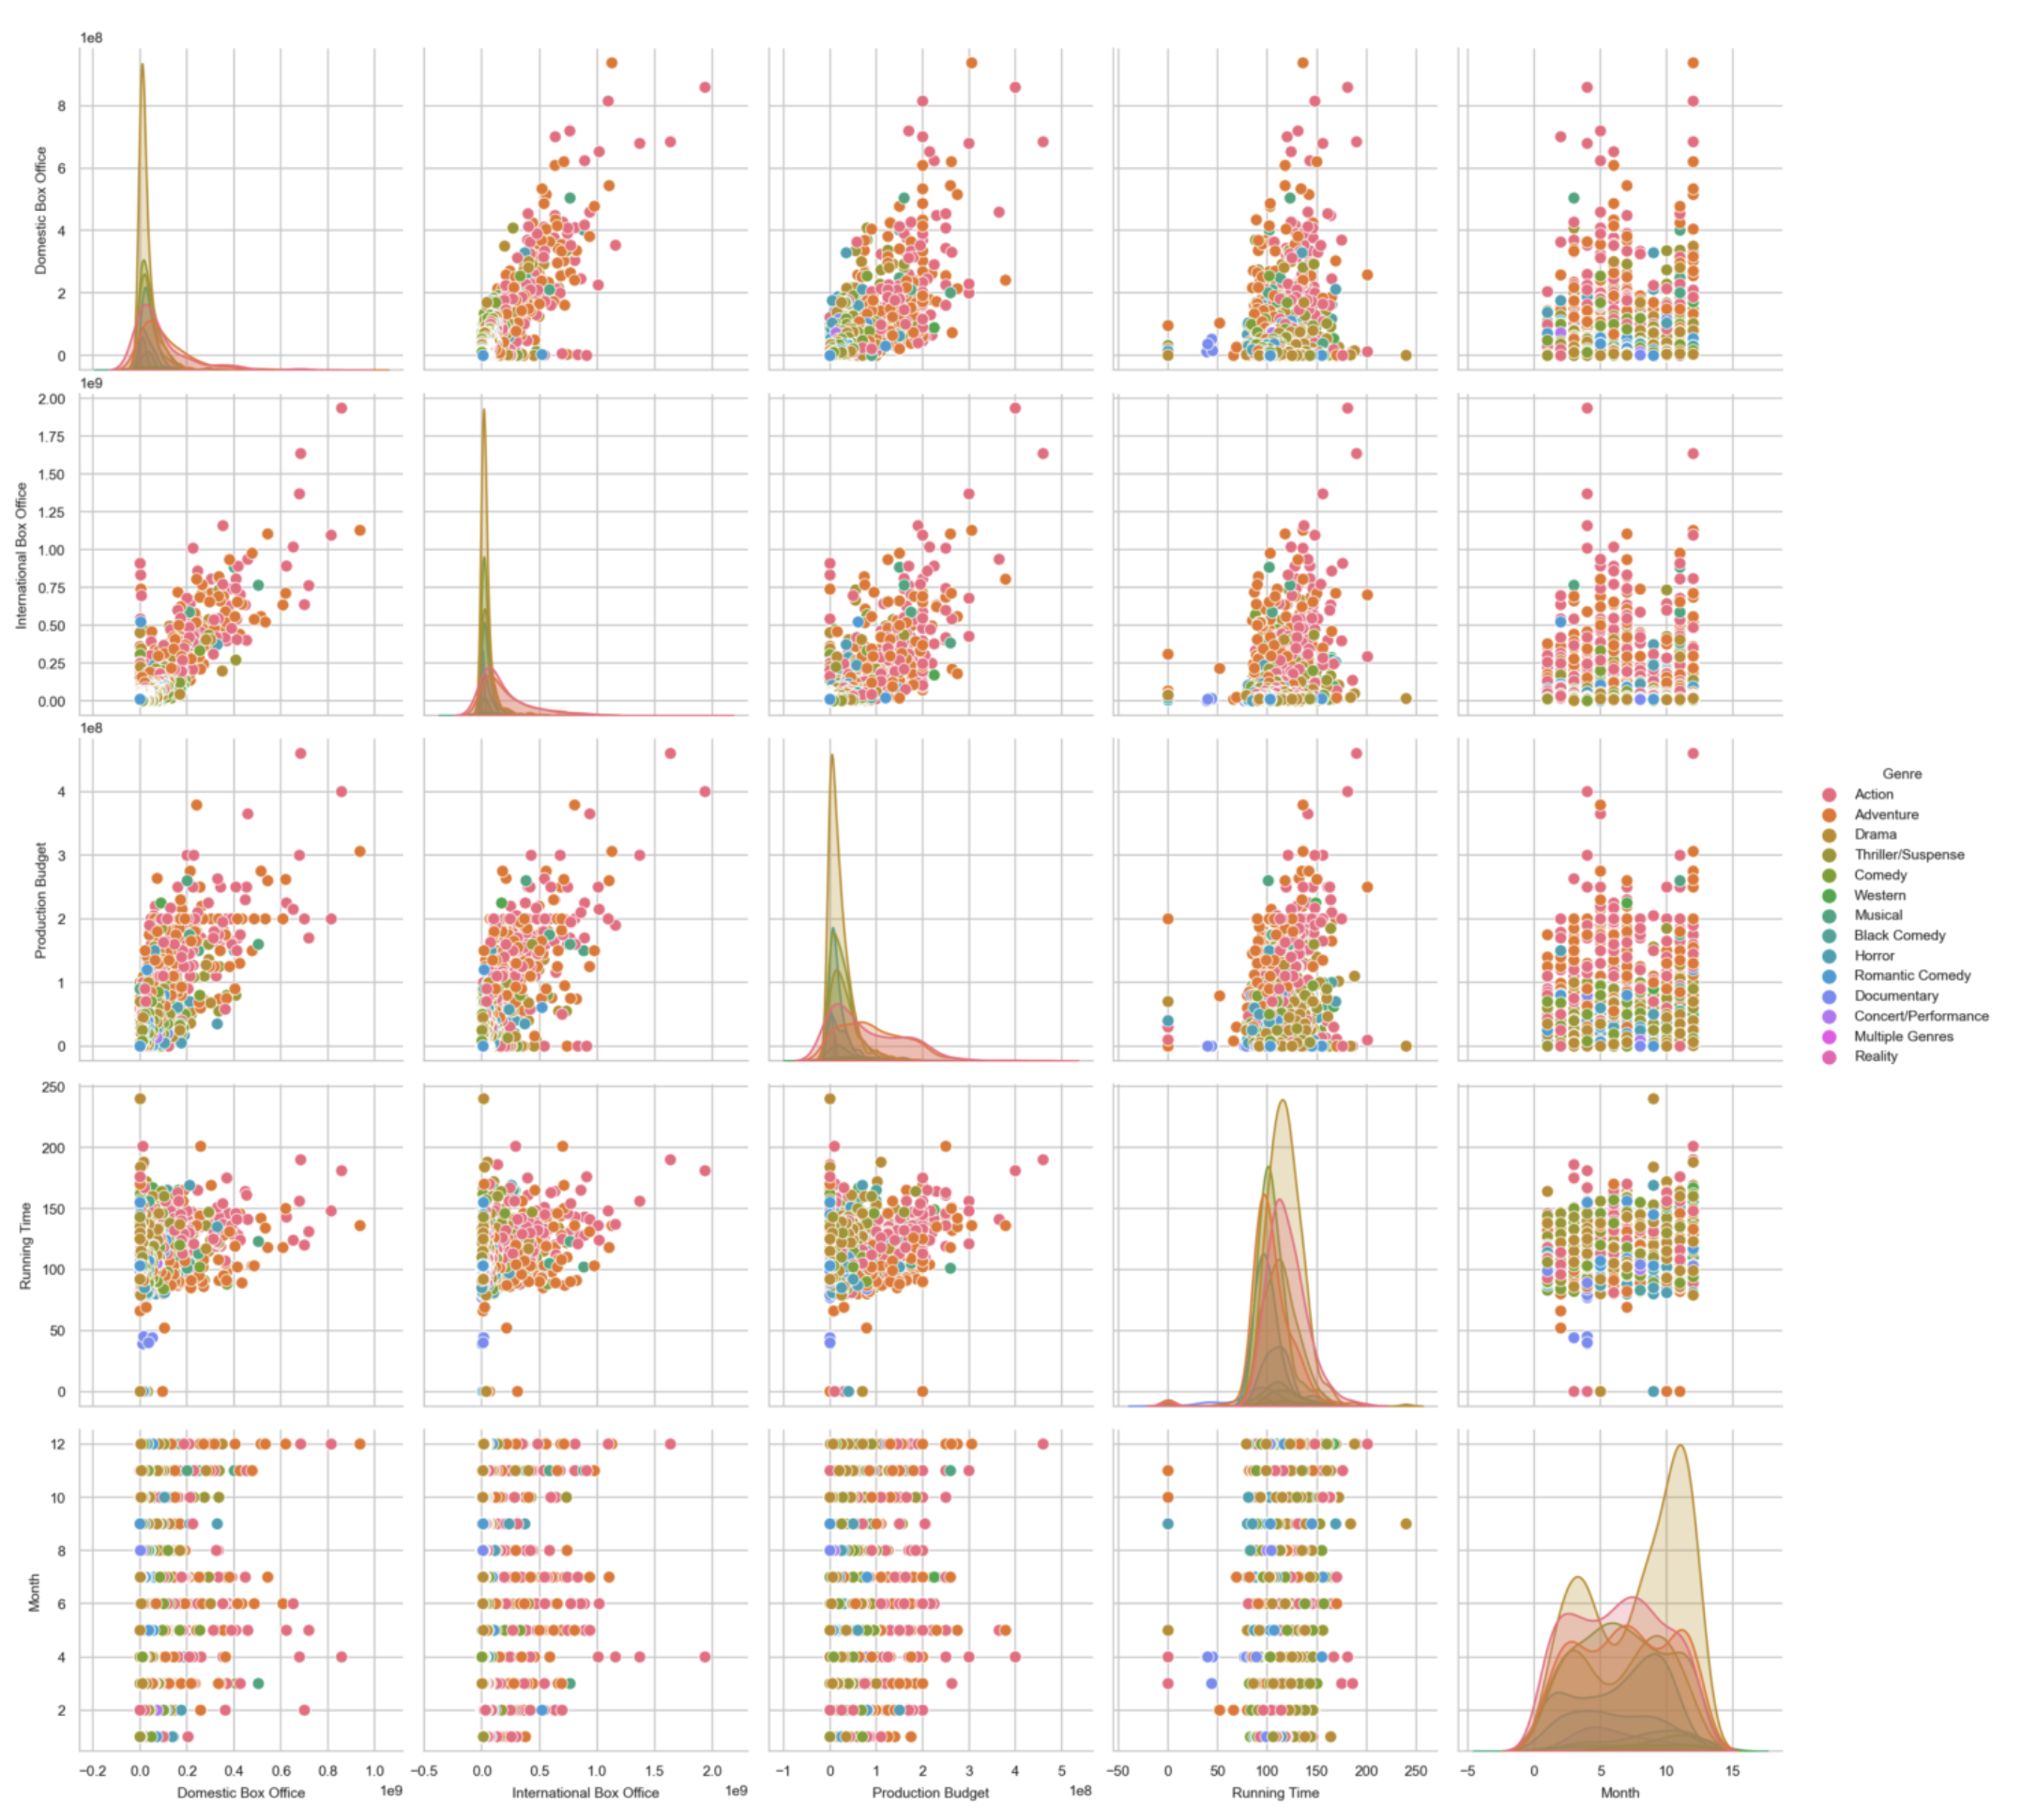 1e8
8
6
4
2
0
Domestic Box Office
1e9
2.00
1.75
1.50
1.25
1.00
0.75
0.50
0.25
0.00
International Box Office
1e8
4
3
2
1
0
Production Budget
Genre
Action
Adventure
Drama
Thriller/Suspense
Comedy
Western
Musical
Black Comedy
Horror
Romantic Comedy
Documentary
Concert/Performance
Multiple Genres
Reality
250
200
150
100
50
0
Running Time
12
10
8
6
4
2
Month
−0.2 0.0 0.2 0.4 0.6 0.8 1.0
Domestic Box Office
1e9
−0.5 0.0 0.5 1.0 1.5 2.0
International Box Office
1e9
−1 0 1 2 3 4 5
Production Budget
1e8
−50 0 50 100 150 200 250
Running Time
−5 0 5 10 15
Month